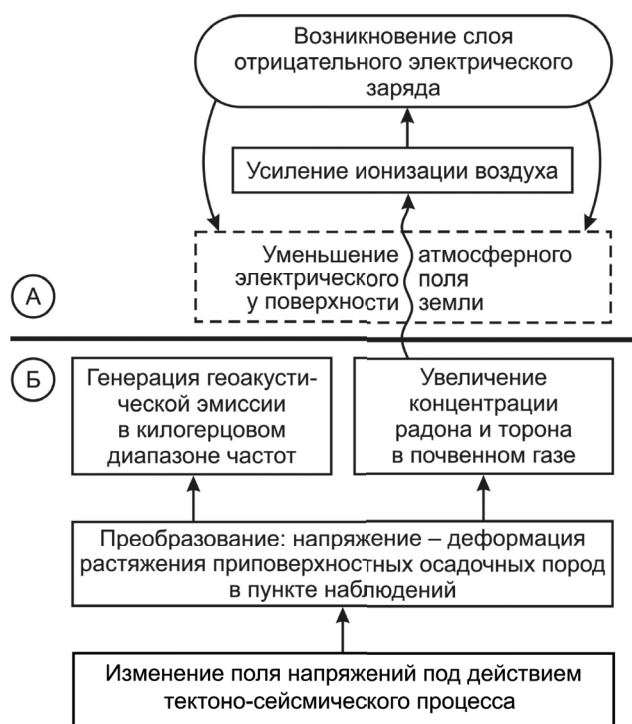 Возникновение слоя
отрицательного электрического
заряда
Усиление ионизации воздуха
Уменьшение атмосферного
электрического поля
у поверхности земли
А
Б
Генерация геоакусти-
ческой эмиссии
в килогерцовом
диапазоне частот
Увеличение
концентрации
радона и торона
в почвенном газе
Преобразование: напряжение – деформация
растяжения приповерхностных осадочных пород
в пункте наблюдений
Изменение поля напряжений под действием
тектоно-сейсмического процесса